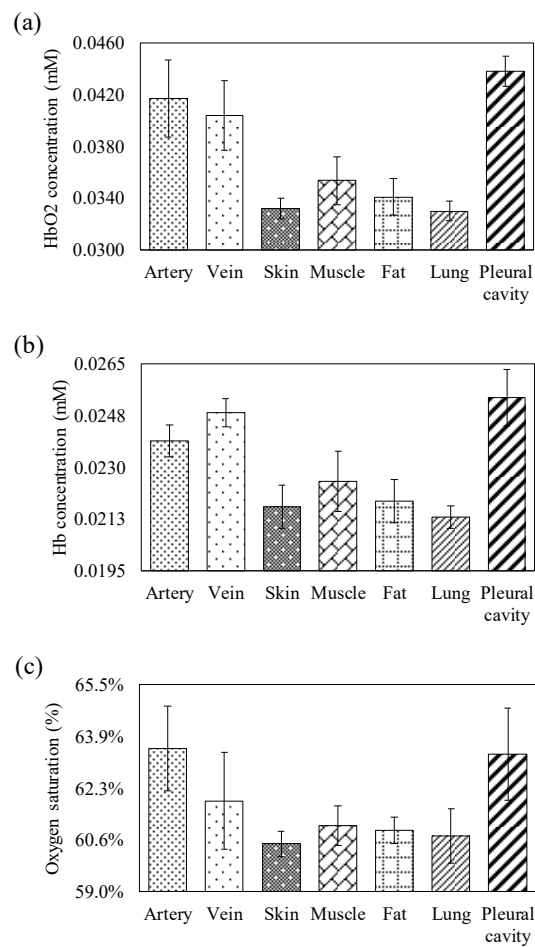 (a)
HbO2 concentration (mM)
0.0460
0.0420
0.0380
0.0340
0.0300
Artery Vein Skin Muscle Fat Lung Pleural
cavity
(b)
Hb concentration (mM)
0.0265
0.0248
0.0230
0.0213
0.0195
Artery Vein Skin Muscle Fat Lung Pleural
cavity
(c)
Oxygen saturation (%)
65.5%
63.9%
62.3%
60.6%
59.0%
Artery Vein Skin Muscle Fat Lung Pleural
cavity